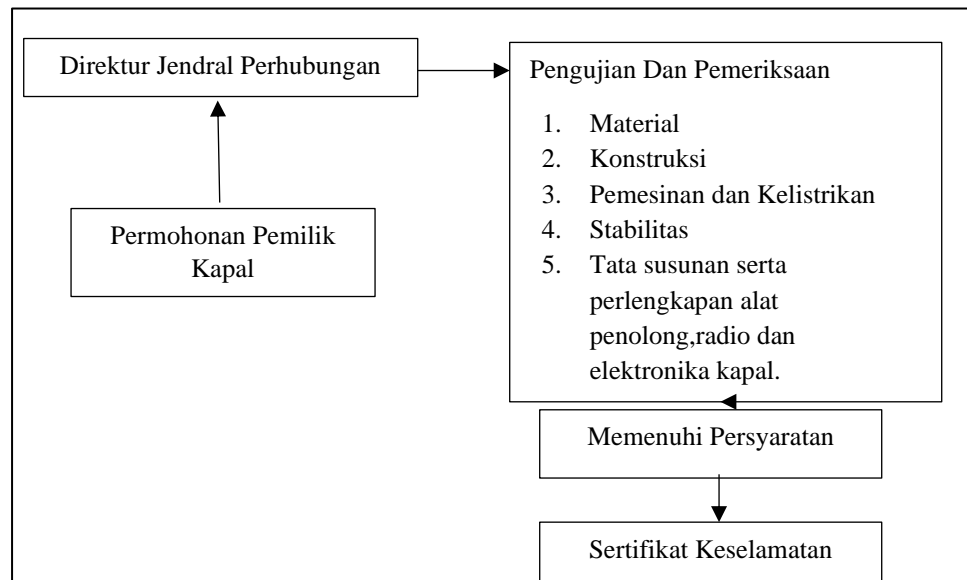 Direktur Jendral Perhubungan
Pengujian Dan Pemeriksaan
1. Material
2. Konstruksi
3. Pemesinan dan Kelistrikan
4. Stabilitas
5. Tata susunan serta
perlengkapan alat
penolong,radio dan
elektronika kapal.
Permohonan Pemilik
Kapal
Memenuhi Persyaratan
Sertifikat Keselamatan